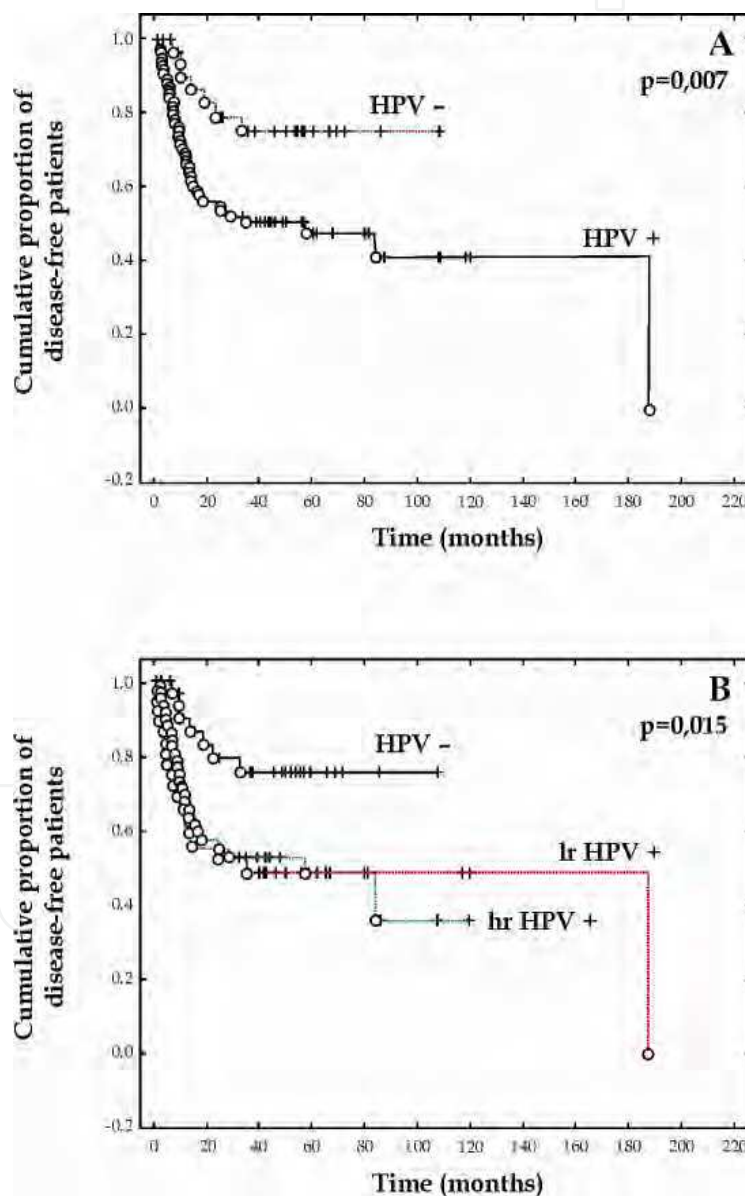 A
p=0,007
HPV –
HPV +
Cumulative proportion of
disease-free patients
1.0
0.8
0.6
0.4
0.2
0.0
-0.2
0 20 40 60 80 100 120 140 160 180 200 220
Time (months)
B
p=0,015
HPV –
lr HPV +
hr HPV +
Cumulative proportion of
disease-free patients
1.0
0.8
0.6
0.4
0.2
0.0
-0.2
0 20 40 60 80 100 120 140 160 180 200 220
Time (months)